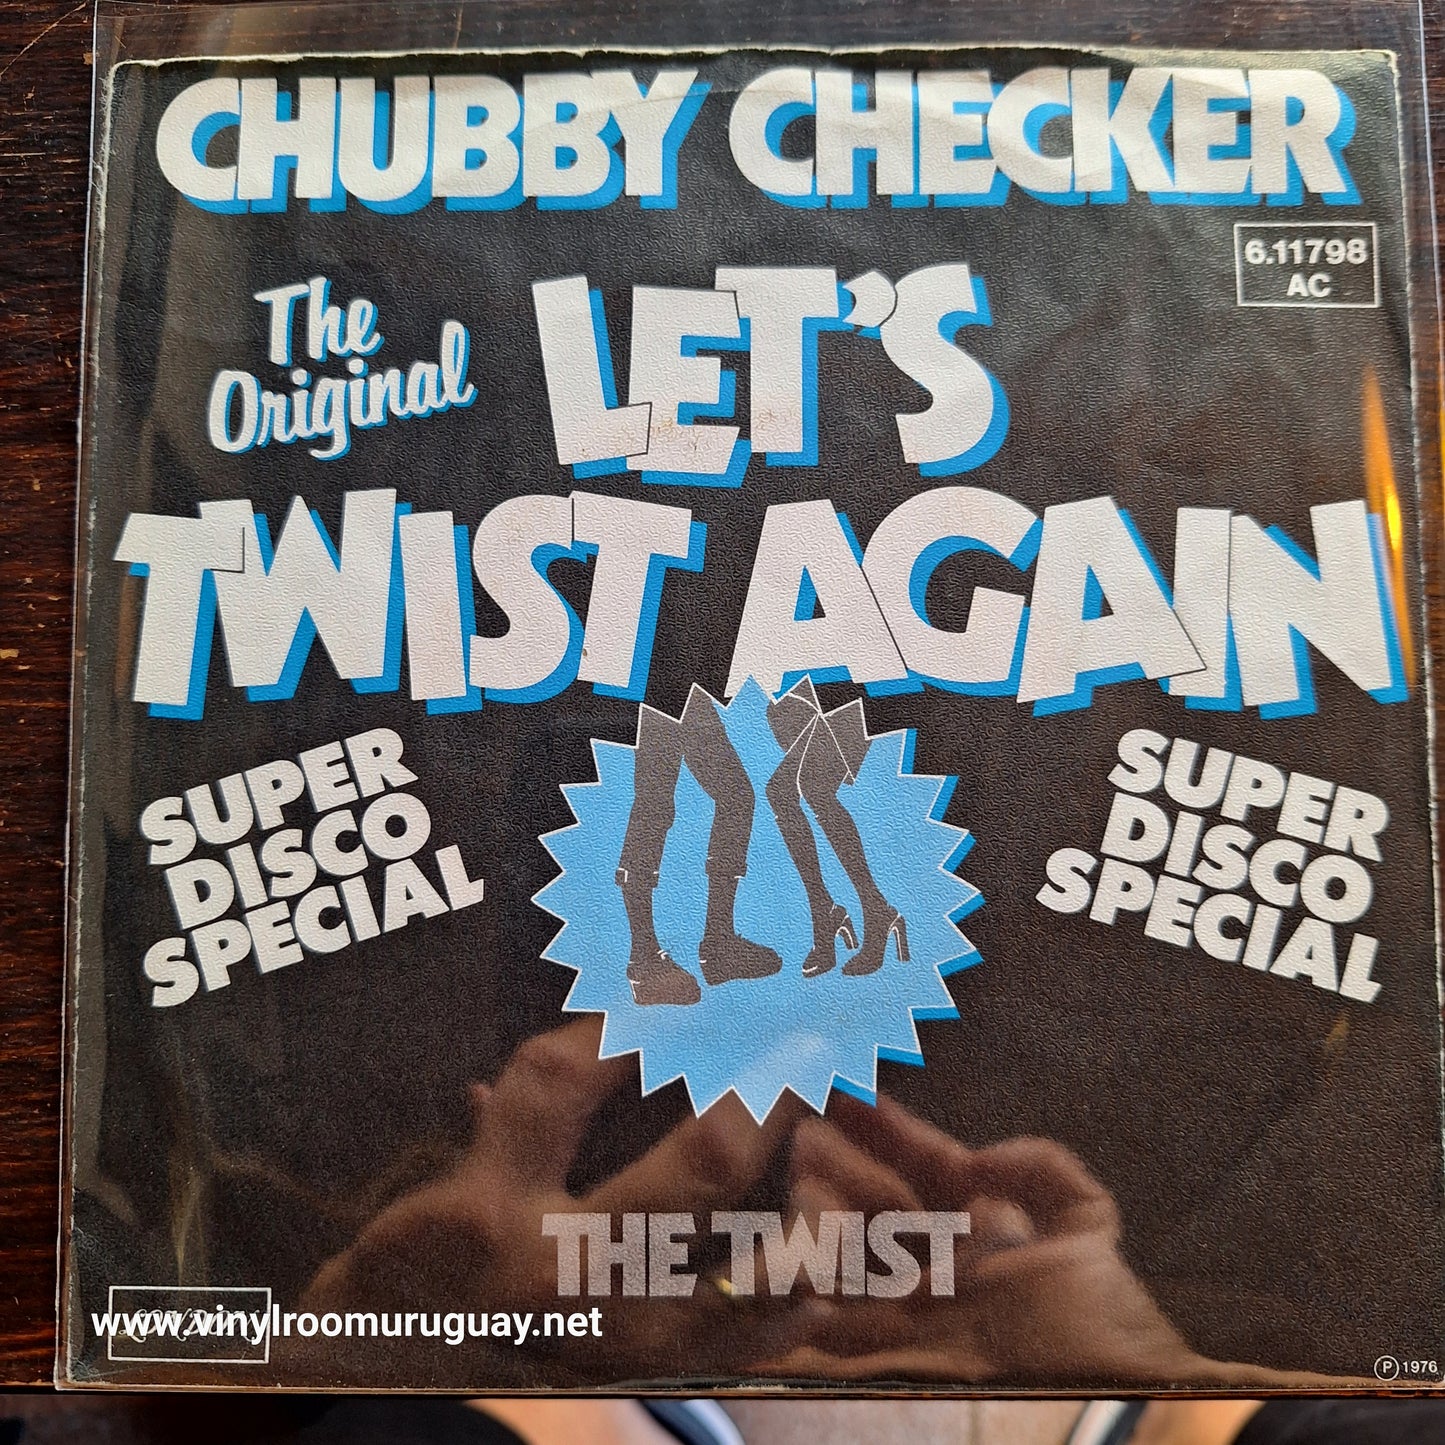 CHUBBY CHECKER
6.11798
AC
The
Original
LET'S
TWIST AGAIN
SUPER
DISCO
SPECIAL
SUPER
DISCO
SPECIAL
THE TWIST
LONDON
www.vinylroomuruguay.net
Ⓟ 1976